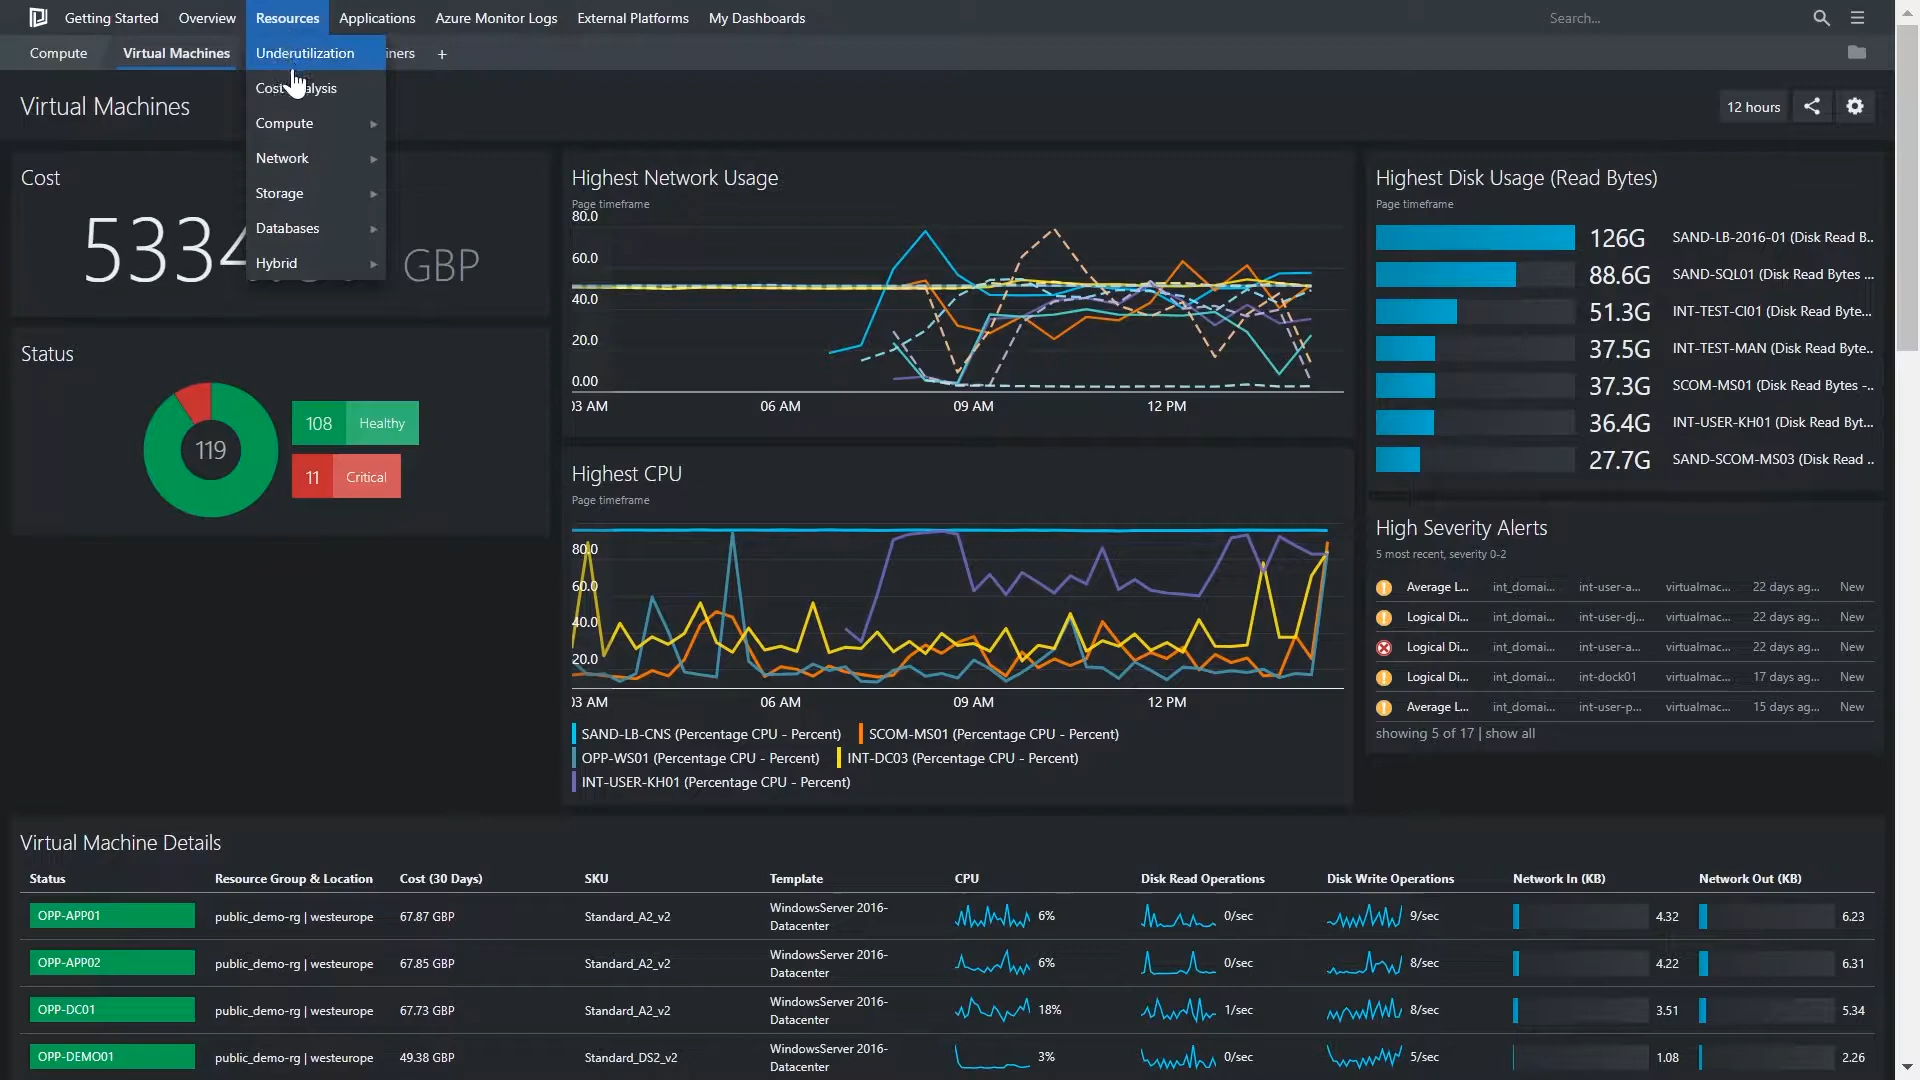 Getting Started Overview Resources Applications Azure Monitor Logs External Platforms My Dashboards Search...
Compute Virtual Machines iners +
Underutilization
Cost alysis
Compute
Network
Storage
Databases
Hybrid
Virtual Machines
12 hours
Cost
GBP
Status
119
108 Healthy
11 Critical
Highest Network Usage
Page timeframe
80.0
60.0
40.0
20.0
0.00
03 AM 06 AM 09 AM 12 PM
Highest CPU
Page timeframe
80.0
60.0
40.0
20.0
03 AM 06 AM 09 AM 12 PM
SAND-LB-CNS (Percentage CPU - Percent) SCOM-MS01 (Percentage CPU - Percent)
OPP-WS01 (Percentage CPU - Percent) INT-DC03 (Percentage CPU - Percent)
INT-USER-KH01 (Percentage CPU - Percent)
Highest Disk Usage (Read Bytes)
Page timeframe
126G SAND-LB-2016-01 (Disk Read B..
88.6G SAND-SQL01 (Disk Read Bytes ...
51.3G INT-TEST-CI01 (Disk Read Byte...
37.5G INT-TEST-MAN (Disk Read Byte..
37.3G SCOM-MS01 (Disk Read Bytes -..
36.4G INT-USER-KH01 (Disk Read Byt...
27.7G SAND-SCOM-MS03 (Disk Read ..
High Severity Alerts
5 most recent, severity 0-2
Average L... int_domai... int-user-a... virtualmac... 22 days ag... New
Logical Di... int_domai... int-user-dj... virtualmac... 22 days ag... New
Logical Di... int_domai... int-user-a... virtualmac... 22 days ag... New
Logical Di... int_domai... int-dock01 virtualmac... 17 days ag... New
Average L... int_domai... int-user-p... virtualmac... 15 days ag... New
showing 5 of 17 | show all
Virtual Machine Details
Status Resource Group & Location Cost (30 Days) SKU Template CPU Disk Read Operations Disk Write Operations Network In (KB) Network Out (KB)
OPP-APP01 public_demo-rg | westeurope 67.87 GBP Standard_A2_v2 WindowsServer 2016-Datacenter 6% 0/sec 9/sec 4.32 6.23
OPP-APP02 public_demo-rg | westeurope 67.85 GBP Standard_A2_v2 WindowsServer 2016-Datacenter 6% 0/sec 8/sec 4.22 6.31
OPP-DC01 public_demo-rg | westeurope 67.73 GBP Standard_A2_v2 WindowsServer 2016-Datacenter 18% 1/sec 8/sec 3.51 5.34
OPP-DEMO01 public_demo-rg | westeurope 49.38 GBP Standard_DS2_v2 WindowsServer 2016-Datacenter 3% 0/sec 5/sec 1.08 2.26